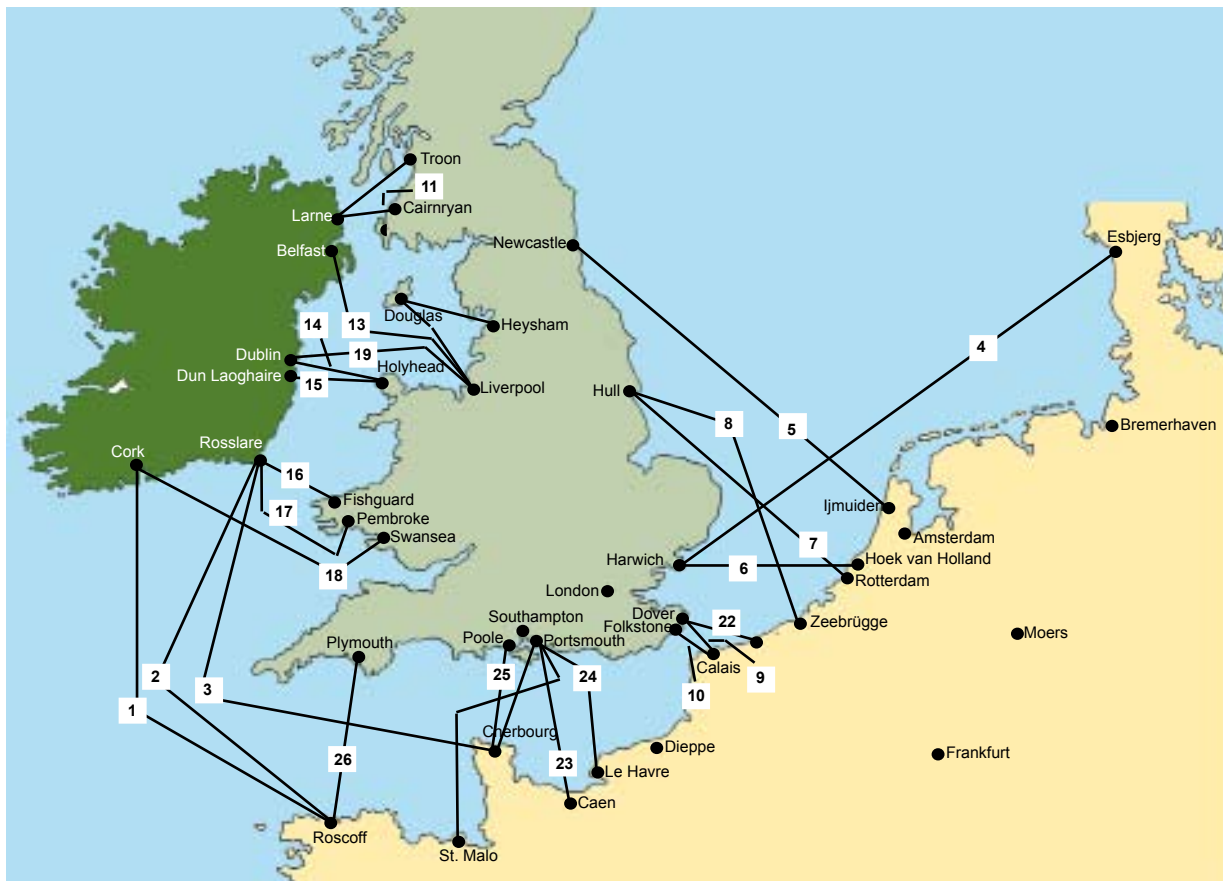 Troon
11
Larne
Cairnryan
Newcastle
Belfast
Esbjerg
Douglas
14
13
Heysham
4
Dublin
19
Holyhead
Dun Laoghaire
15
Liverpool
Hull
8
5
Bremerhaven
Cork
Rosslare
16
Fishguard
17
Pembroke
Swansea
Ijmuiden
Amsterdam
7
Harwich
6
Hoek van Holland
Rotterdam
18
London
Southampton
Dover
22
Zeebrügge
Folkstone
Poole
Portsmouth
Moers
Plymouth
Calais
9
2
3
25
24
10
1
Cherbourg
Dieppe
Frankfurt
26
23
Le Havre
Caen
Roscoff
St. Malo